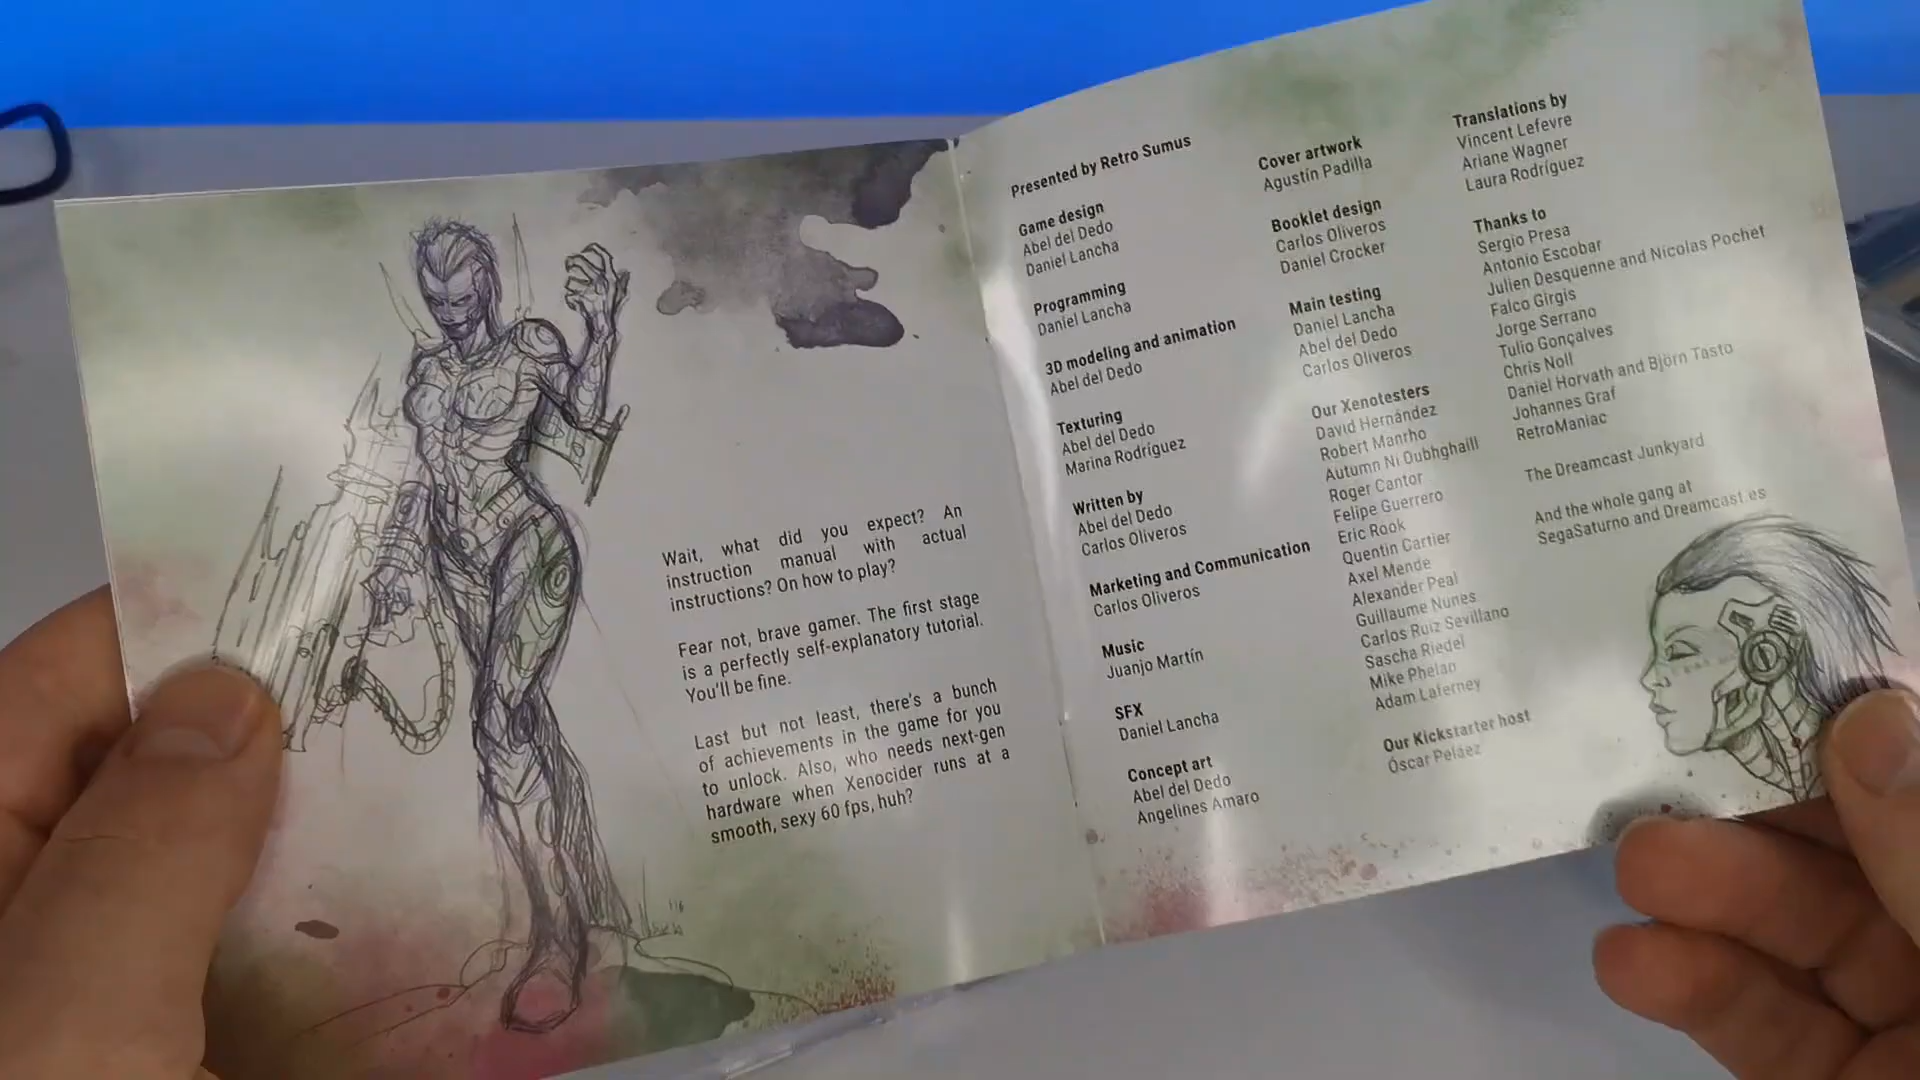 Wait, what did you expect? An
instruction manual with actual
instructions? On how to play?
Fear not, brave gamer. The first stage
is a perfectly self-explanatory tutorial.
You'll be fine.
Last but not least, there's a bunch
of achievements in the game for you
to unlock. Also, who needs next-gen
hardware when Xenocider runs at a
smooth, sexy 60 fps, huh?
Presented by Retro Sumus
Game design
Abel del Dedo
Daniel Lancha
Programming
Daniel Lancha
3D modeling and animation
Abel del Dedo
Texturing
Abel del Dedo
Marina Rodríguez
Written by
Abel del Dedo
Carlos Oliveros
Marketing and Communication
Carlos Oliveros
Music
Juanjo Martín
SFX
Daniel Lancha
Concept art
Abel del Dedo
Angelines Amaro
Cover artwork
Agustín Padilla
Booklet design
Carlos Oliveros
Daniel Crocker
Main testing
Daniel Lancha
Abel del Dedo
Carlos Oliveros
Our Xenotesters
David Hernández
Robert Manrho
Autumn Ni Dubhghaill
Roger Cantor
Felipe Guerrero
Eric Rook
Quentin Cartier
Axel Mende
Alexander Peal
Guillaume Nunes
Carlos Ruiz Sevillano
Sascha Riedel
Mike Phelan
Adam Laferney
Our Kickstarter host
Óscar Peláez
Translations by
Vincent Lefevre
Ariane Wagner
Laura Rodríguez
Thanks to
Sergio Presa
Antonio Escobar
Julien Desquenne and Nicolas Pochet
Falco Girgis
Jorge Serrano
Tulio Gonçalves
Chris Noll
Daniel Horvath and Björn Tasto
Johannes Graf
RetroManiac
The Dreamcast Junkyard
And the whole gang at
SegaSaturno and Dreamcast.es